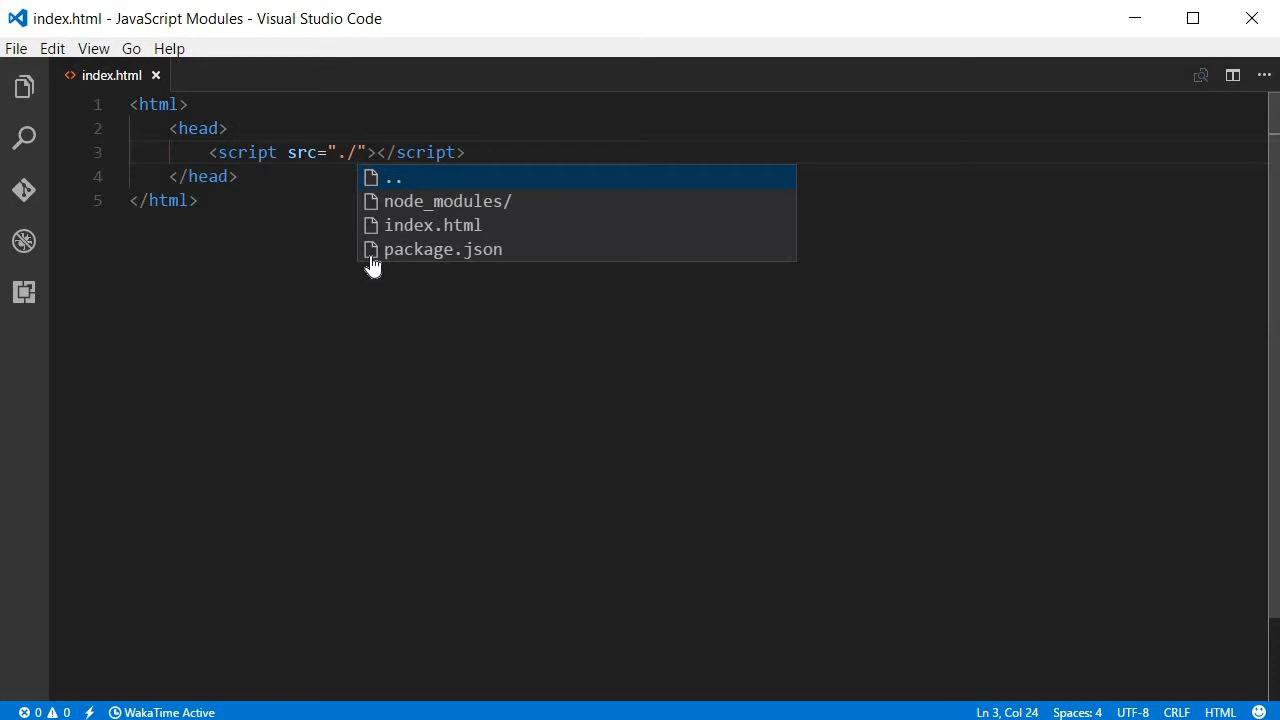 index.html - JavaScript Modules - Visual Studio Code
File Edit View Go Help
<> index.html ×
1 <html>
2 <head>
3 <script src="./"></script>
4 </head>
5 </html>
..
node_modules/
index.html
package.json
0 0 WakaTime Active Ln 3, Col 24 Spaces: 4 UTF-8 CRLF HTML